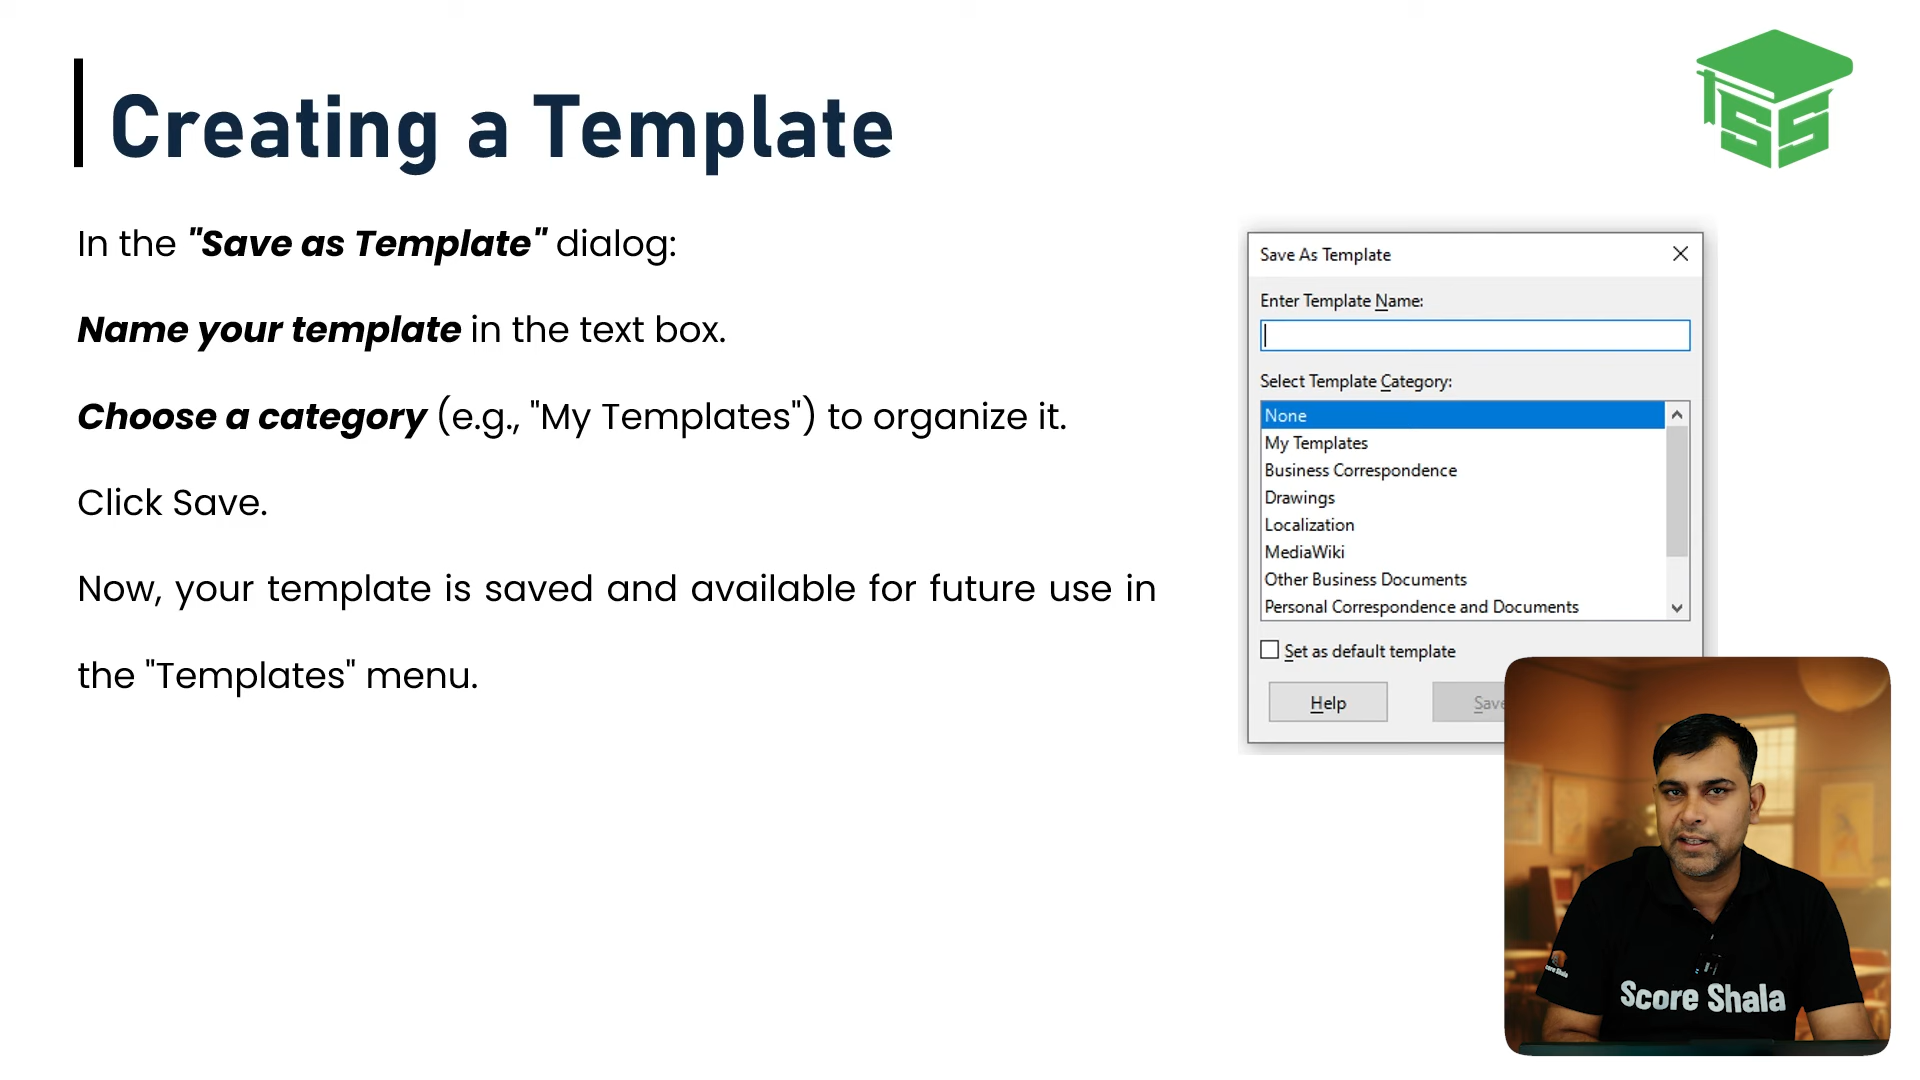 Creating a Template
SS
In the "Save as Template" dialog:
Name your template in the text box.
Choose a category (e.g., "My Templates") to organize it.
Click Save.
Now, your template is saved and available for future use in
the "Templates" menu.
Save As Template
Enter Template Name:
Select Template Category:
None
My Templates
Business Correspondence
Drawings
Localization
MediaWiki
Other Business Documents
Personal Correspondence and Documents
Set as default template
Help
Save
Score Shala